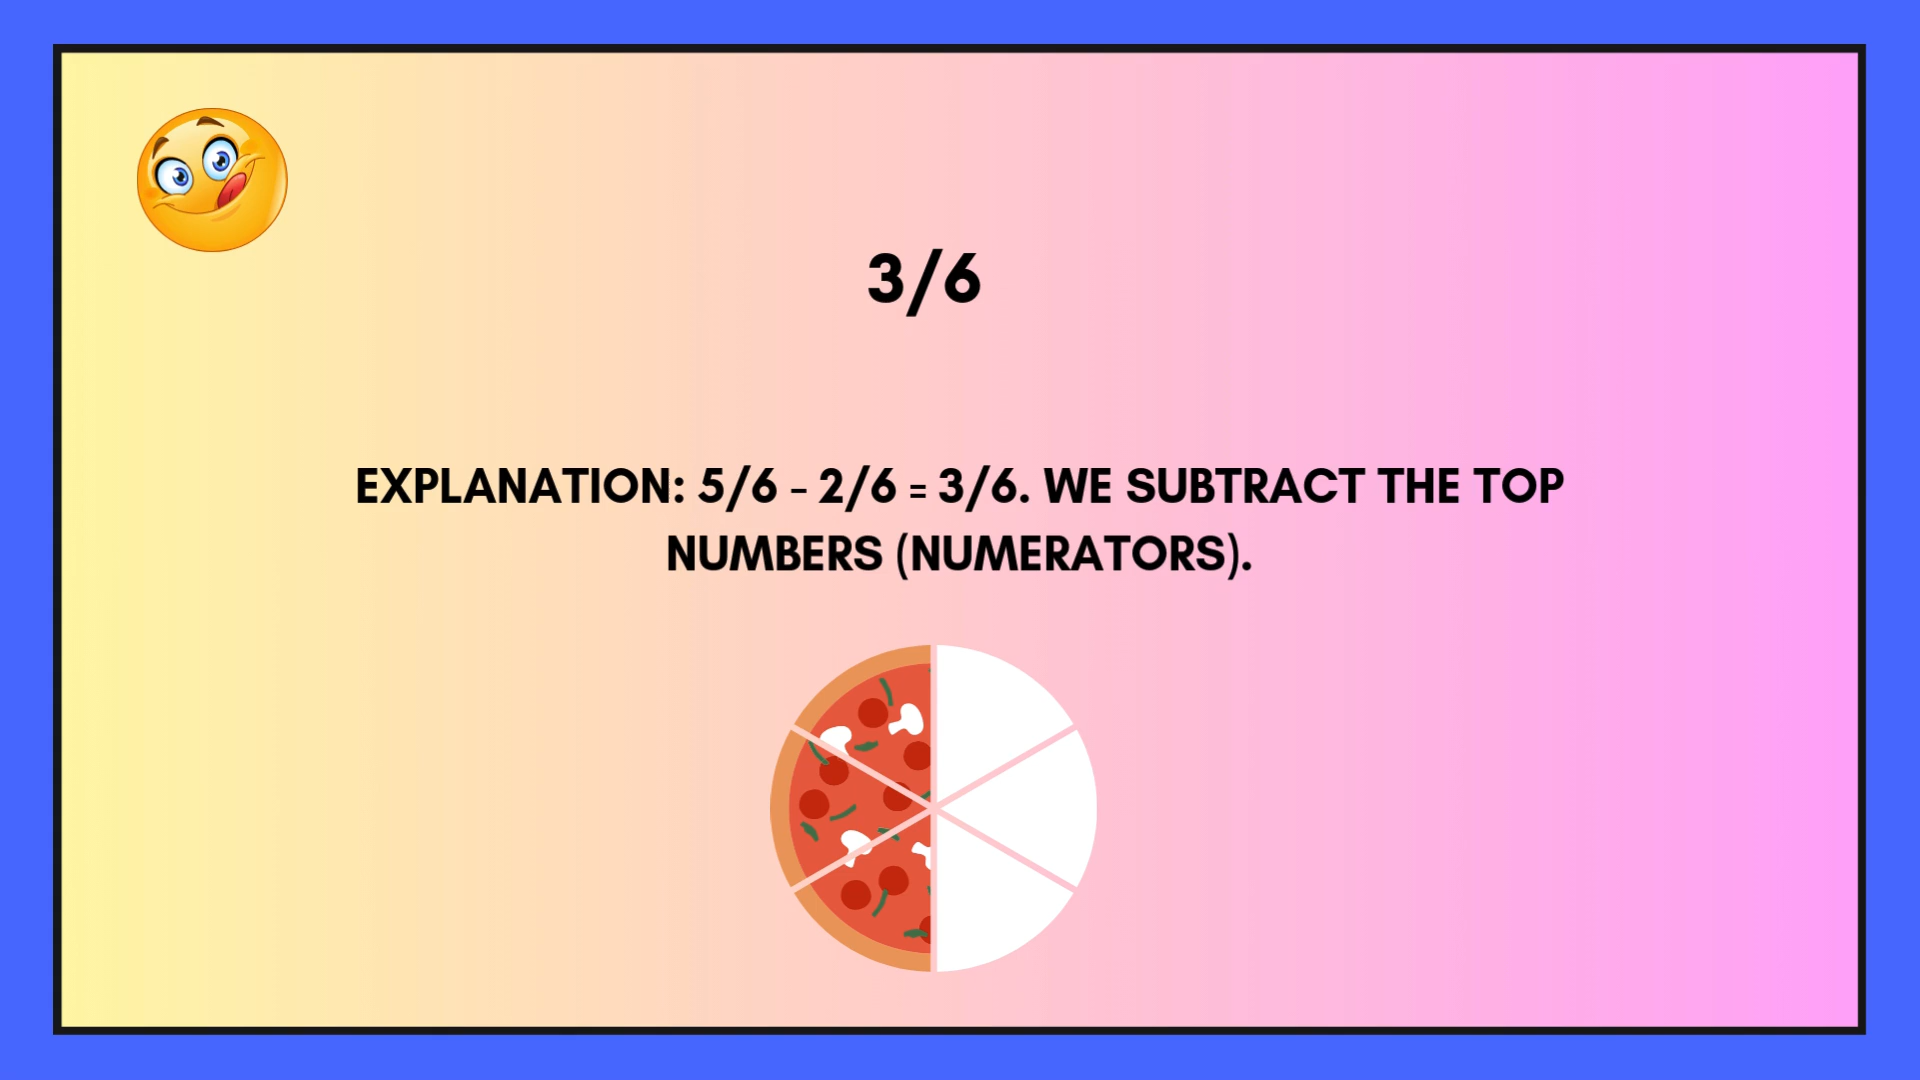 3/6
EXPLANATION: 5/6 - 2/6 = 3/6. WE SUBTRACT THE TOP
NUMBERS (NUMERATORS).